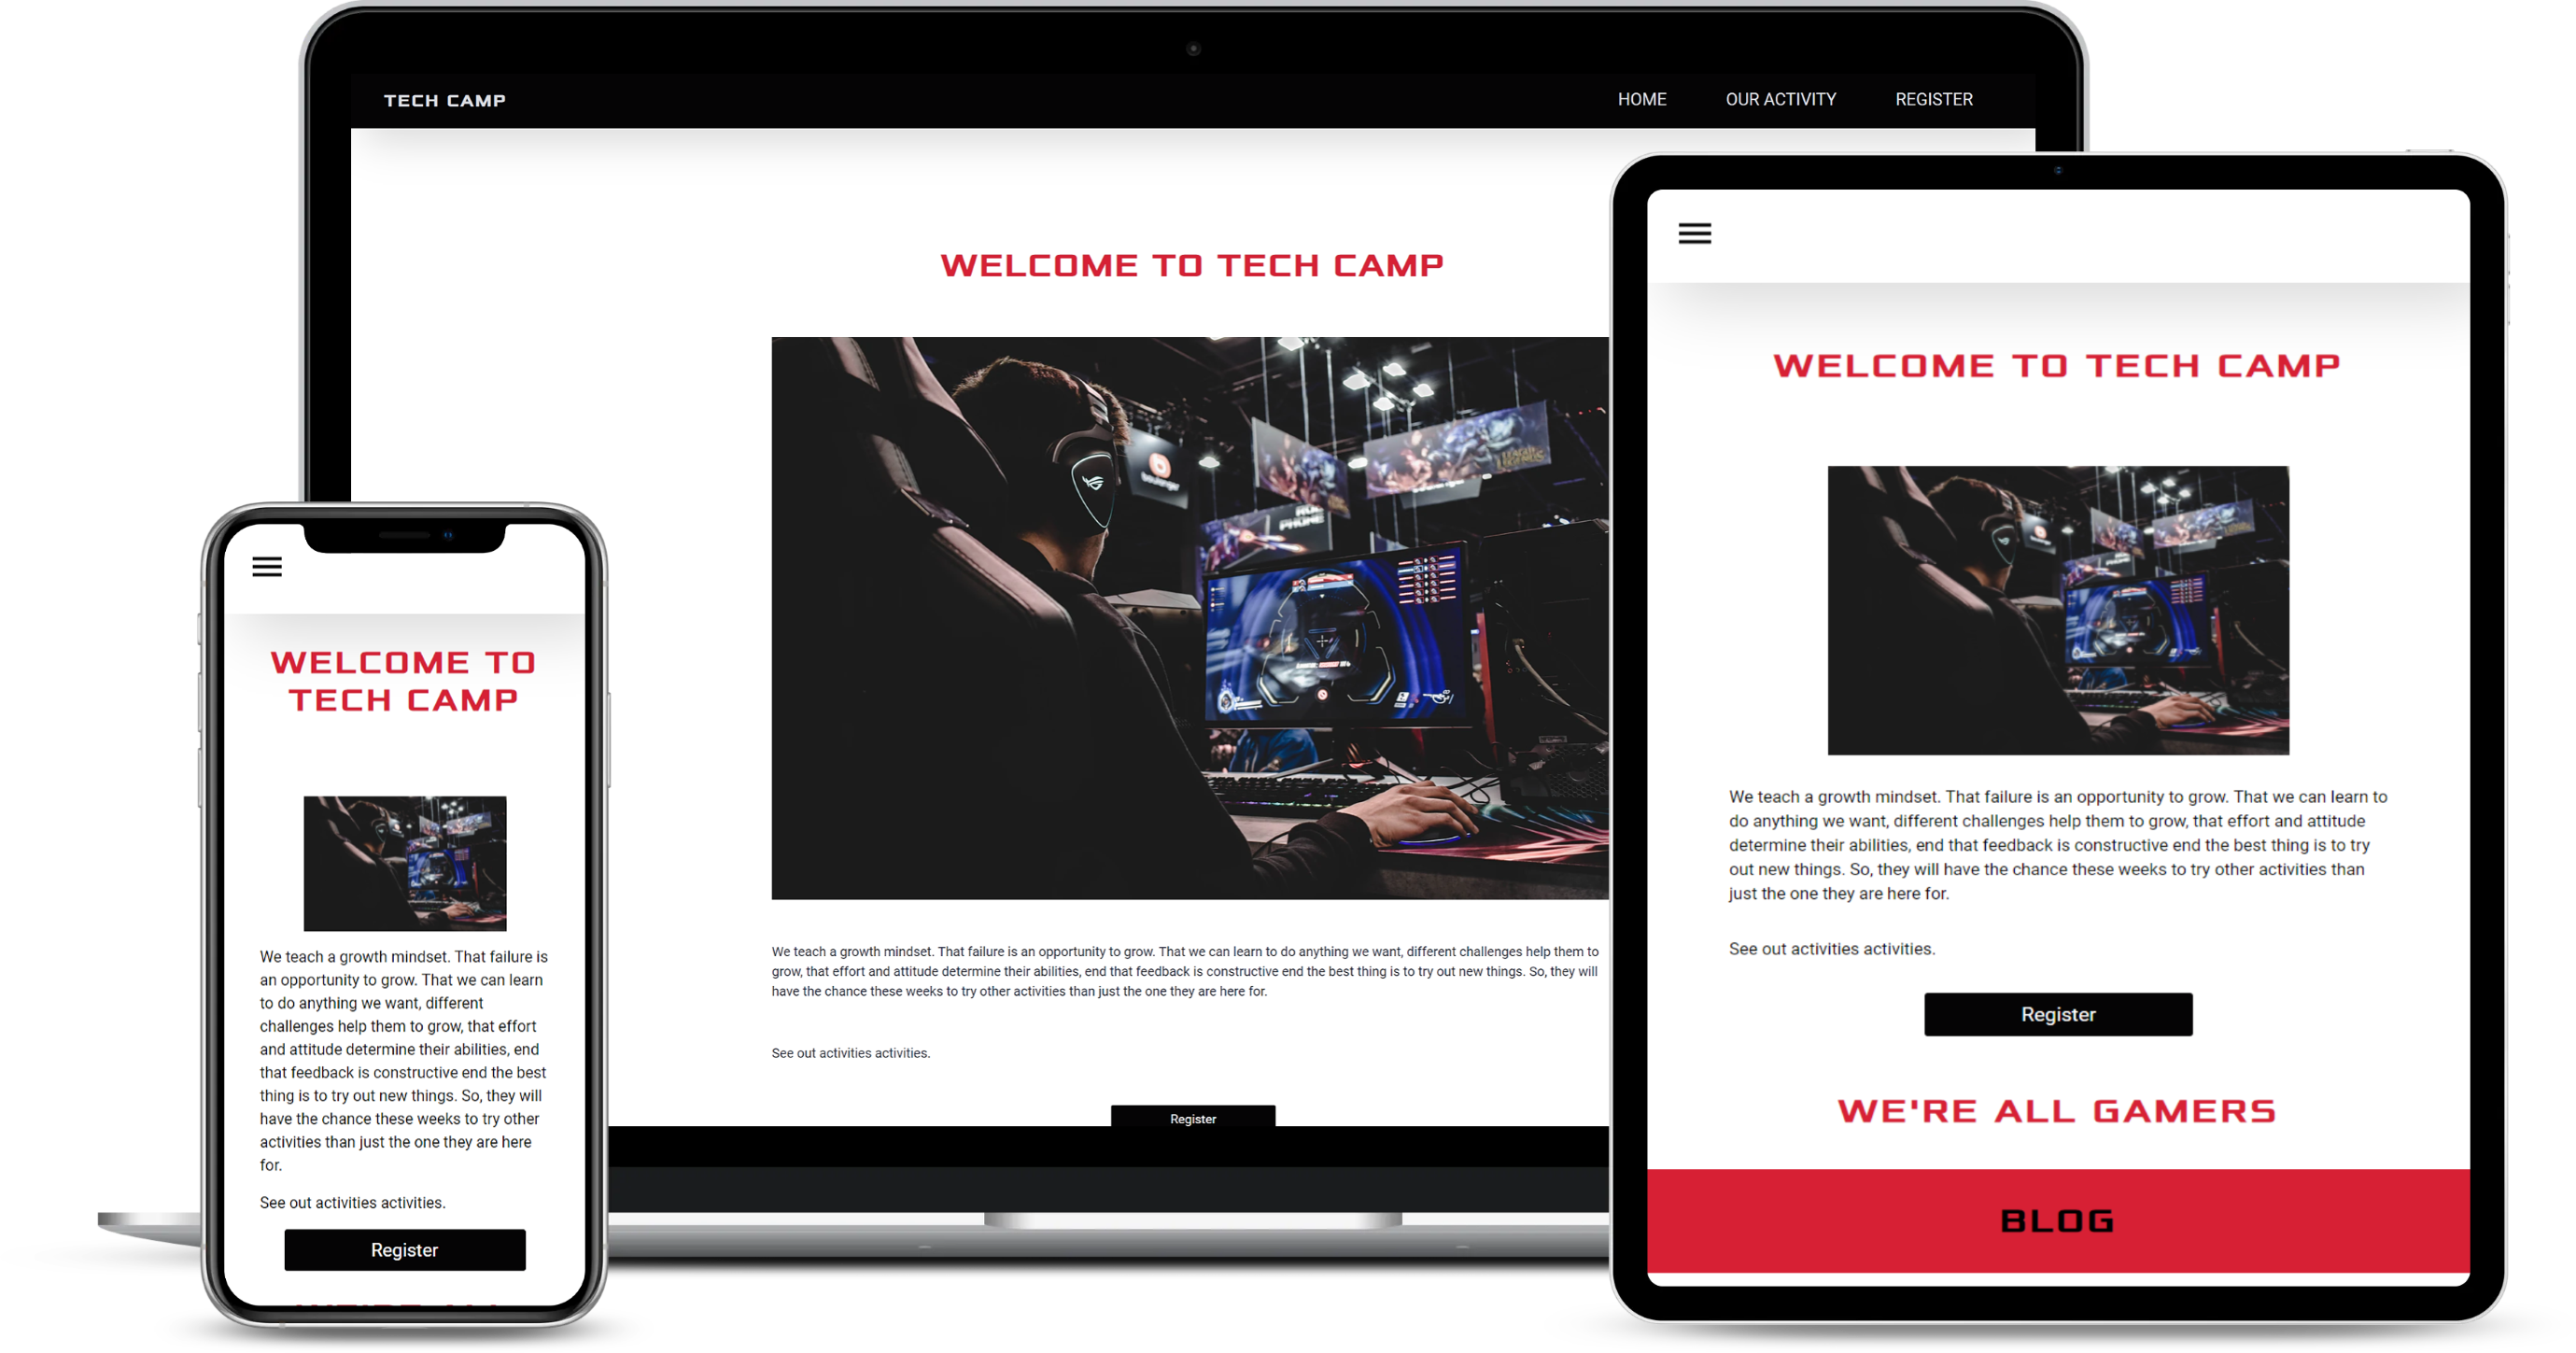 TECH CAMP
HOME OUR ACTIVITY REGISTER
WELCOME TO TECH CAMP
LEAGUE
LEGENDS
PHONE
We teach a growth mindset. That failure is an opportunity to grow. That we can learn to do anything we want, different challenges help them to
grow, that effort and attitude determine their abilities, end that feedback is constructive end the best thing is to try out new things. So, they will
have the chance these weeks to try other activities than just the one they are here for.
See out activities activities.
Register
WELCOME TO
TECH CAMP
We teach a growth mindset. That failure is
an opportunity to grow. That we can learn
to do anything we want, different
challenges help them to grow, that effort
and attitude determine their abilities, end
that feedback is constructive end the best
thing is to try out new things. So, they will
have the chance these weeks to try other
activities than just the one they are here
for.
See out activities activities.
Register
WELCOME TO TECH CAMP
We teach a growth mindset. That failure is an opportunity to grow. That we can learn to
do anything we want, different challenges help them to grow, that effort and attitude
determine their abilities, end that feedback is constructive end the best thing is to try
out new things. So, they will have the chance these weeks to try other activities than
just the one they are here for.
See out activities activities.
Register
WE'RE ALL GAMERS
BLOG